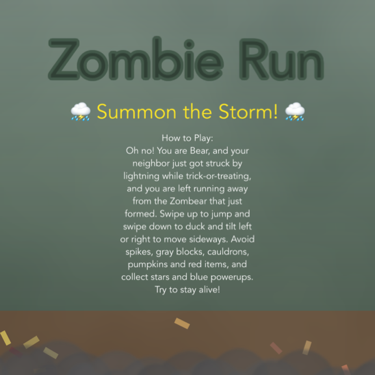 Zombie Run
⛈️ Summon the Storm! ⛈️
How to Play:
Oh no! You are Bear, and your
neighbor just got struck by
lightning while trick-or-treating,
and you are left running away
from the Zombear that just
formed. Swipe up to jump and
swipe down to duck and tilt left
or right to move sideways. Avoid
spikes, gray blocks, cauldrons,
pumpkins and red items, and
collect stars and blue powerups.
Try to stay alive!